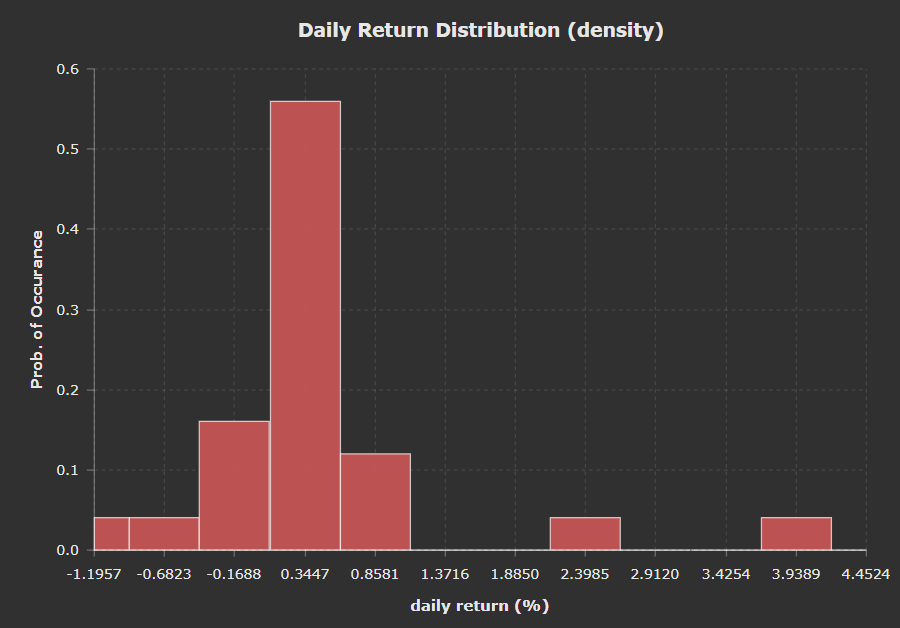 Daily Return Distribution (density)
0.6
0.5
0.4
0.3
0.2
0.1
0.0
Prob. of Occurance
-1.1957 -0.6823 -0.1688 0.3447 0.8581 1.3716 1.8850 2.3985 2.9120 3.4254 3.9389 4.4524
daily return (%)